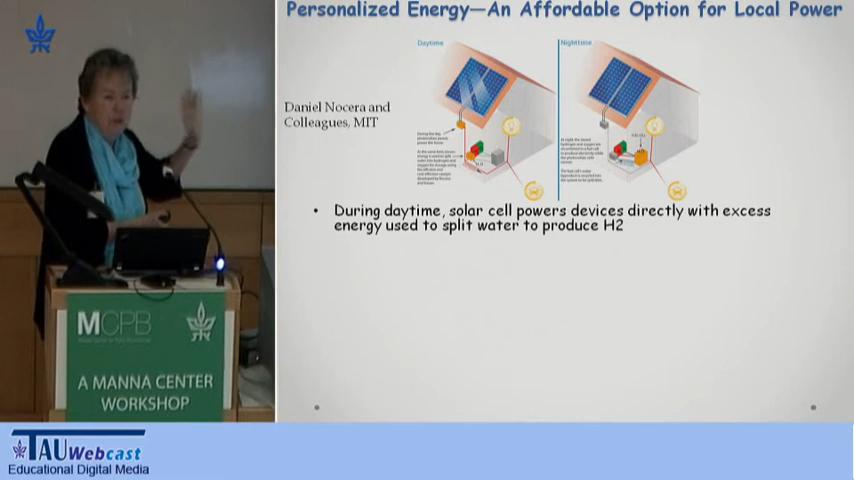 Personalized Energy—An Affordable Option for Local Power
Daytime
Nighttime
Daniel Nocera and
Colleagues, MIT
• During daytime, solar cell powers devices directly with excess
energy used to split water to produce H2
MCPB
A MANNA CENTER
WORKSHOP
TAU Webcast
Educational Digital Media